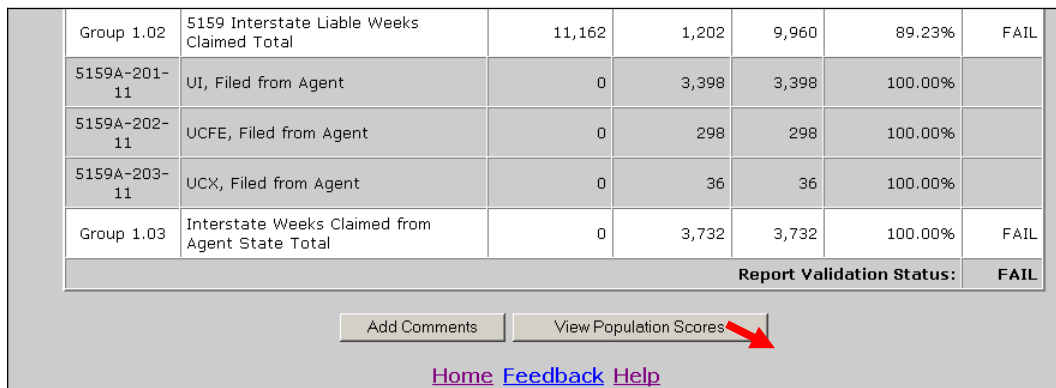 Group 1.02 5159 Interstate Liable Weeks Claimed Total 11,162 1,202 9,960 89.23% FAIL
5159A-201-11 UI, Filed from Agent 0 3,398 3,398 100.00%
5159A-202-11 UCFE, Filed from Agent 0 298 298 100.00%
5159A-203-11 UCX, Filed from Agent 0 36 36 100.00%
Group 1.03 Interstate Weeks Claimed from Agent State Total 0 3,732 3,732 100.00% FAIL
Report Validation Status: FAIL
Add Comments View Population Scores
Home Feedback Help